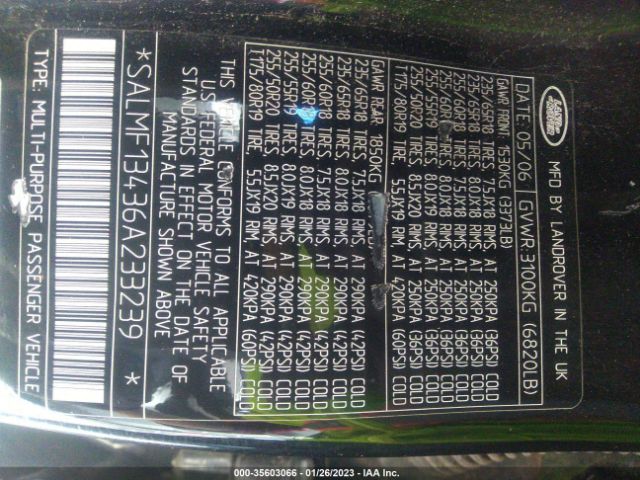 LAND ROVER
MFD BY LANDROVER IN THE UK
DATE: 05/06 GVWR:3100KG (6820LB)
GAWR FRONT 1530KG (3373LB)
235/65R18 TIRES, 7.5JX18 RIMS, AT 250KPA (36PSI) COLD
235/65R18 TIRES, 8.0JX18 RIMS, AT 250KPA (36PSI) COLD
255/60R18 TIRES, 7.5JX18 RIMS, AT 250KPA (36PSI) COLD
255/60R18 TIRES, 8.0JX18 RIMS, AT 250KPA (36PSI) COLD
255/55R19 TIRES, RIMS, AT 250KPA (36PSI) COLD
255/50R20 TIRES, 8.5JX20 RIMS, AT 250KPA (36PSI) COLD
T175/80R19 TIRE, 5.5JX19 RIM, AT 420KPA (60PSI) COLD
GAWR REAR 1850KG
235/65R18 TIRES, 7.5JX18 RIMS, AT 290KPA (42PSI) COLD
235/65R18 TIRES, 8.0JX18 RIMS, AT 290KPA (42PSI) COLD
255/60R18 TIRES, 7.5JX18 RIMS, AT 290KPA (42PSI) COLD
255/60R18 TIRES, 8.0JX18 RIMS, AT 290KPA (42PSI) COLD
255/55R19 TIRES, RIMS, AT 290KPA (42PSI) COLD
255/50R20 TIRES, 8.5JX20 RIMS, AT 290KPA (42PSI) COLD
T175/80R19 TIRE, 5.5JX19 RIM, AT 420KPA (60PSI) COLD
THIS VEHICLE CONFORMS TO ALL APPLICABLE
U.S. FEDERAL MOTOR VEHICLE SAFETY
STANDARDS IN EFFECT ON THE DATE OF
MANUFACTURE SHOWN ABOVE
*SALMF13436A233239 *
TYPE: MULTI-PURPOSE PASSENGER VEHICLE
000-35603066 - 01/26/2023 - IAA Inc.